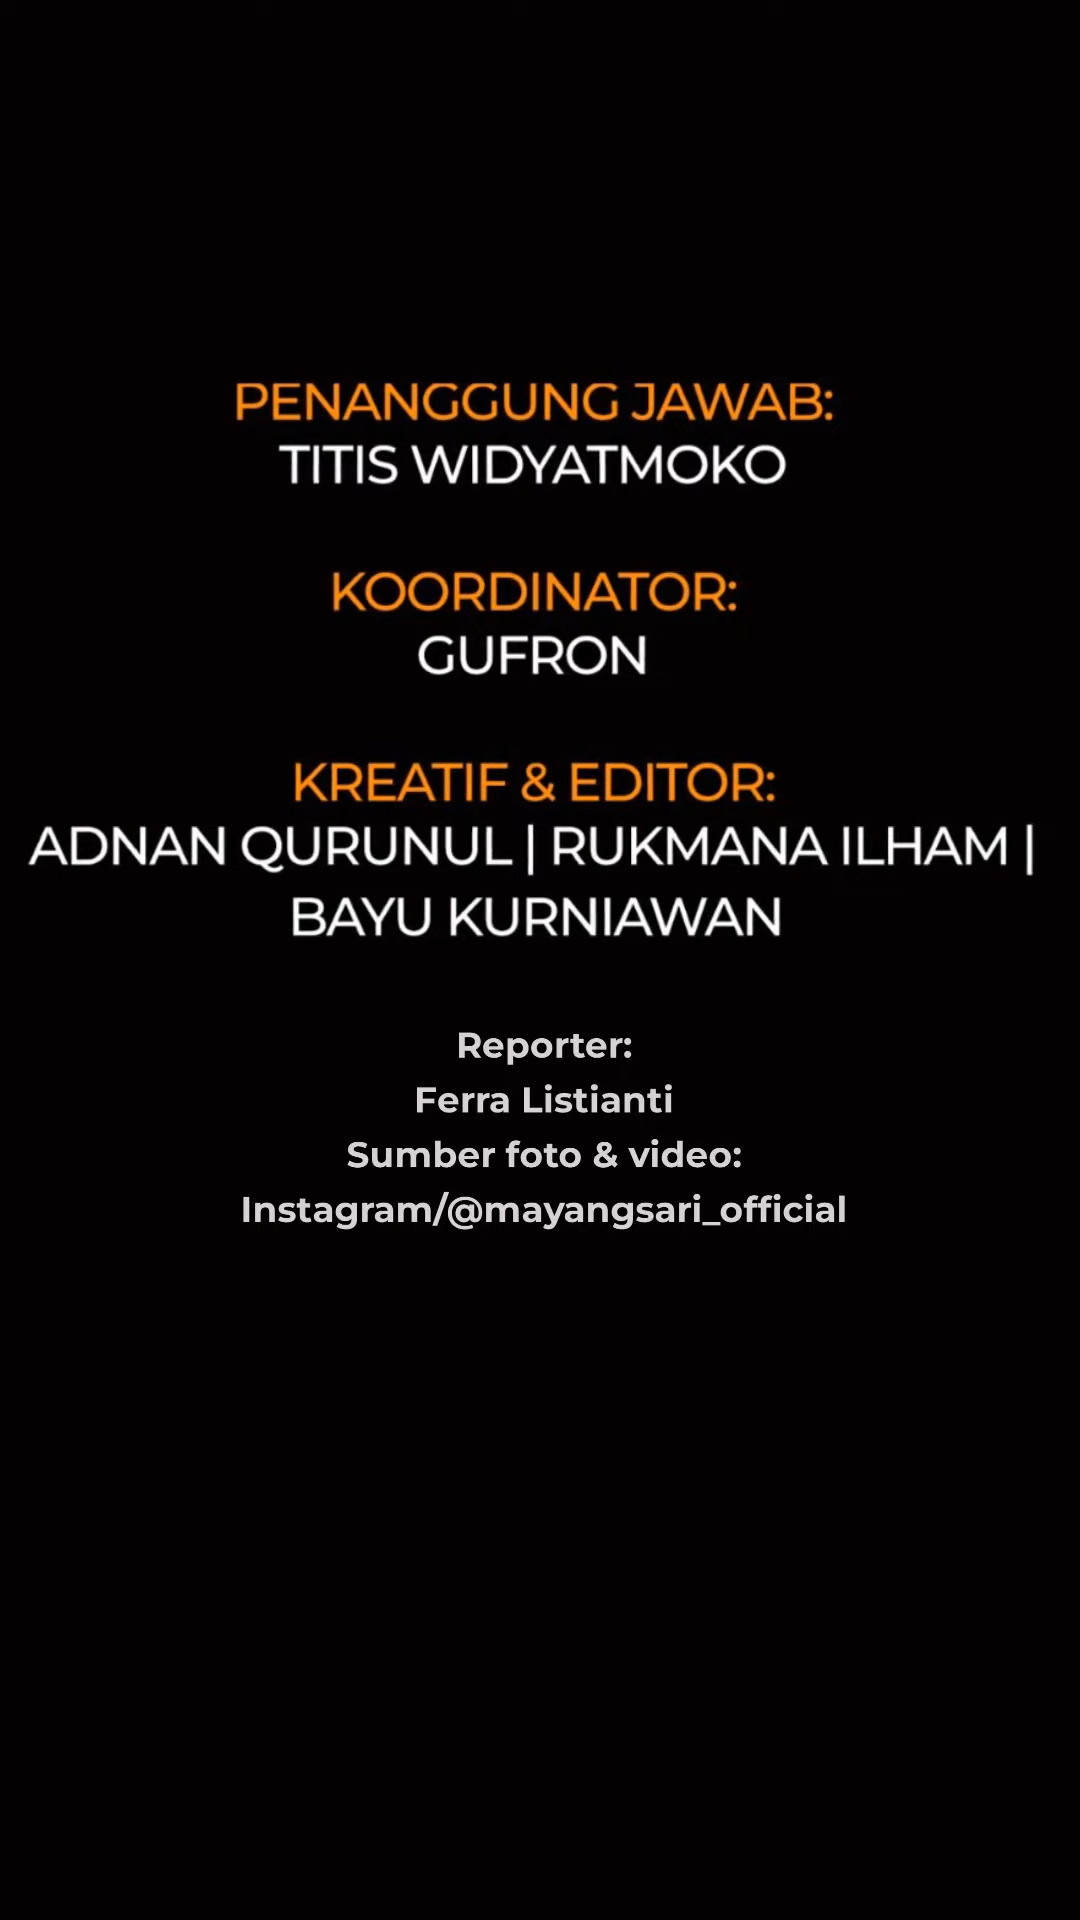 PENANGGUNG JAWAB:
TITIS WIDYATMOKO
KOORDINATOR:
GUFRON
KREATIF & EDITOR:
ADNAN QURUNUL | RUKMANA ILHAM |
BAYU KURNIAWAN
Reporter:
Ferra Listianti
Sumber foto & video:
Instagram/@mayangsari_official